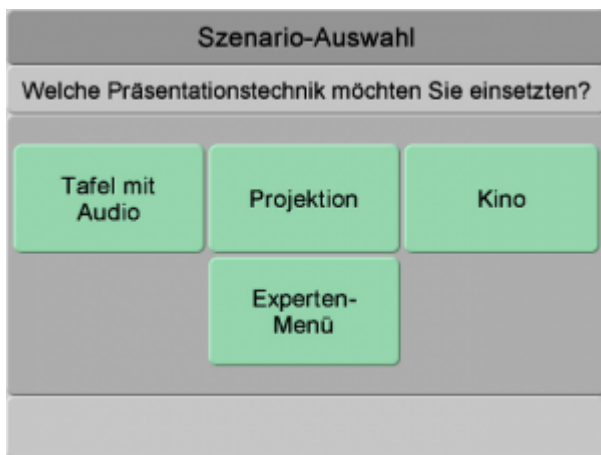 Szenario-Auswahl
Welche Präsentationstechnik möchten Sie einsetzten?
Tafel mit
Audio
Projektion
Kino
Experten-
Menü